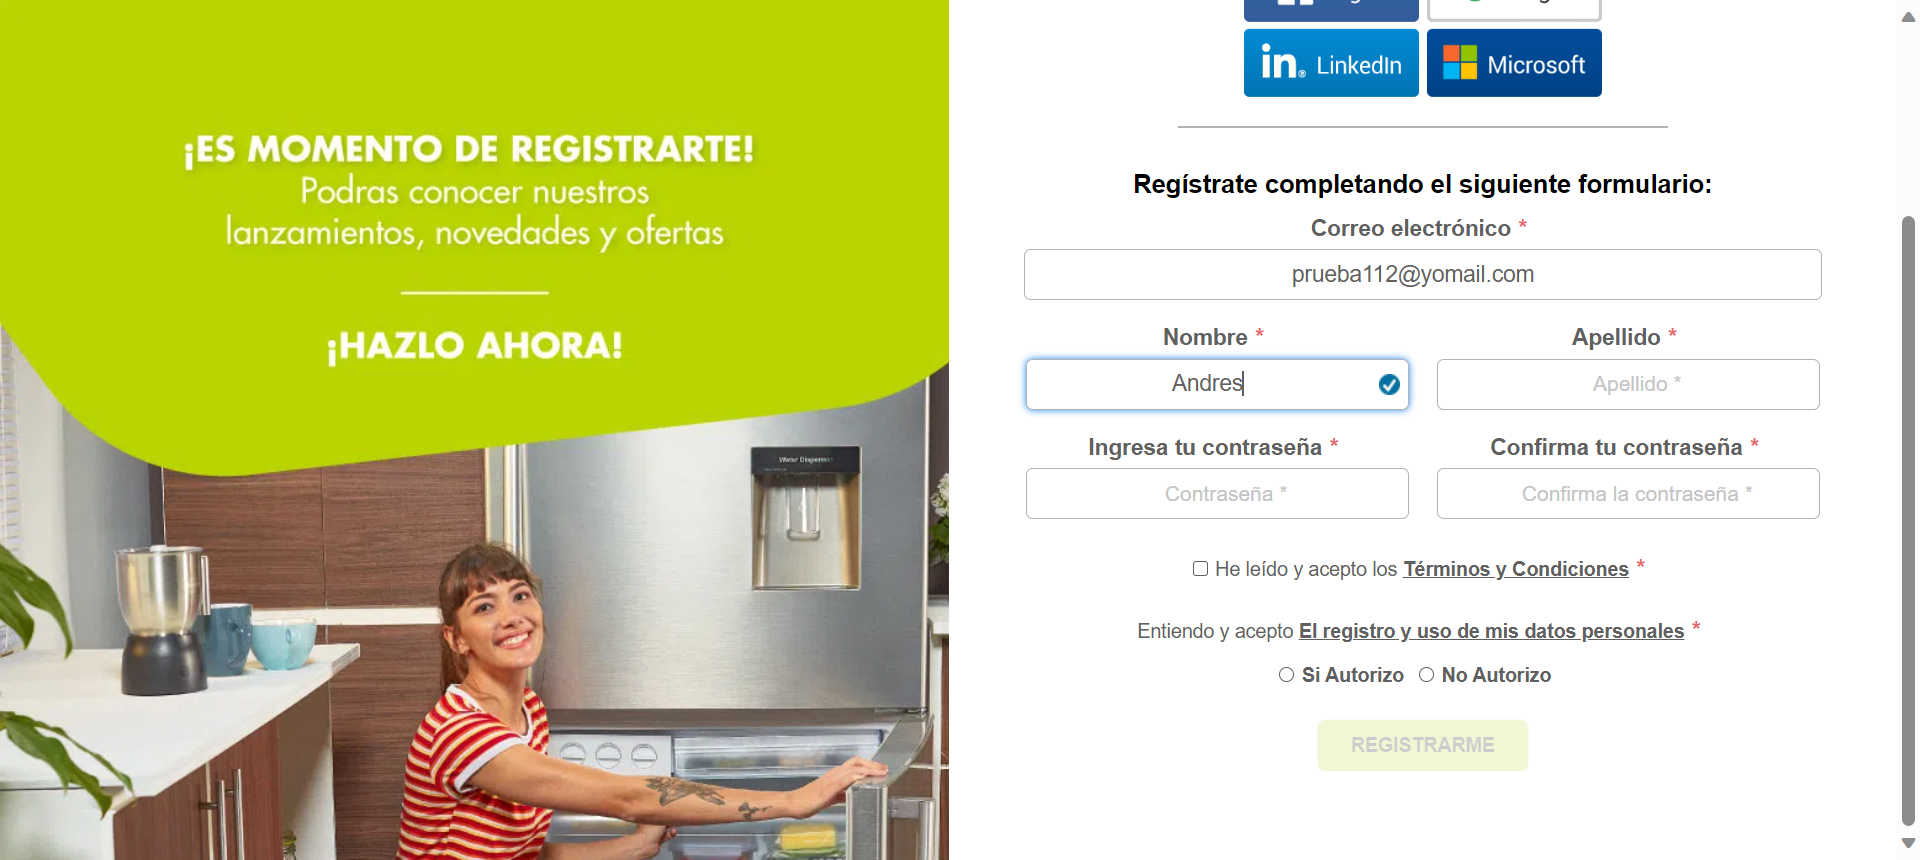 ¡ES MOMENTO DE REGISTRARTE!
Podras conocer nuestros
lanzamientos, novedades y ofertas
¡HAZLO AHORA!
Water Dispenser
LinkedIn
Microsoft
Regístrate completando el siguiente formulario:
Correo electrónico *
prueba112@yomail.com
Nombre *
Apellido *
Andres
Apellido *
Ingresa tu contraseña *
Confirma tu contraseña *
Contraseña *
Confirma la contraseña *
He leído y acepto los Términos y Condiciones *
Entiendo y acepto El registro y uso de mis datos personales *
Si Autorizo
No Autorizo
REGISTRARME